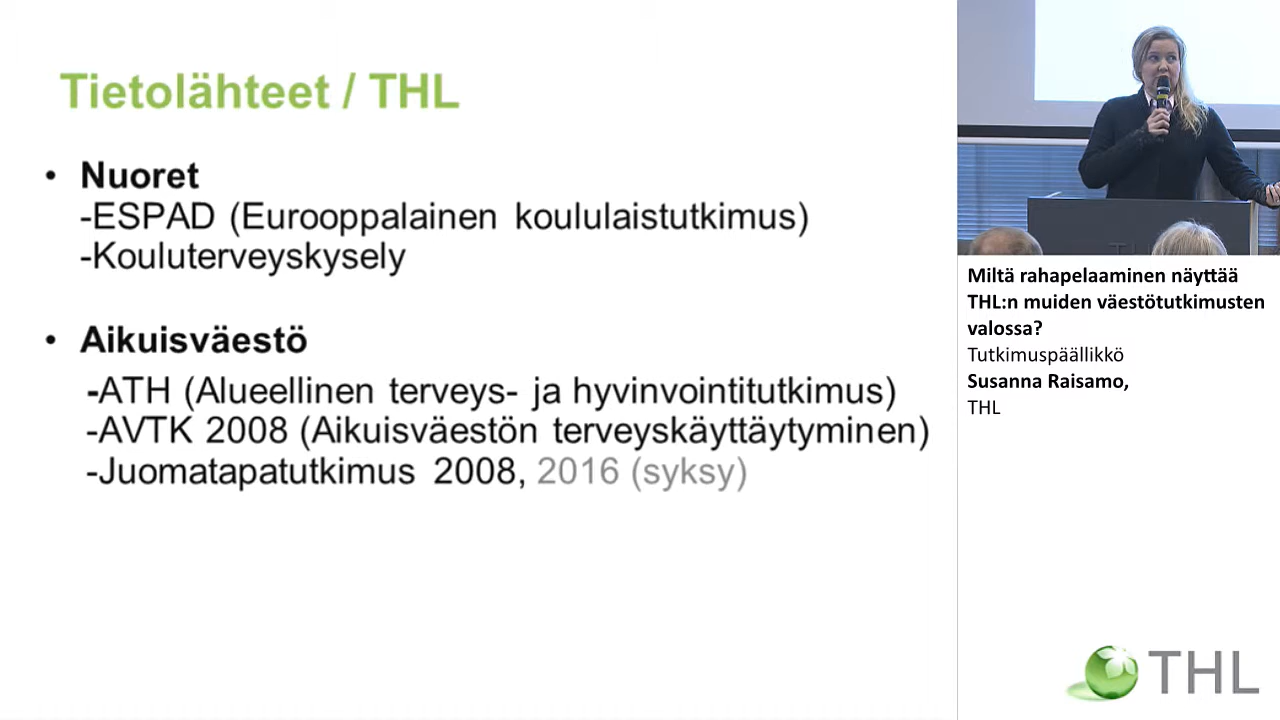 Tietolähteet / THL
• Nuoret
-ESPAD (Eurooppalainen koululaistutkimus)
-Kouluterveyskysely
• Aikuisväestö
-ATH (Alueellinen terveys- ja hyvinvointitutkimus)
-AVTK 2008 (Aikuisväestön terveyskäyttäytyminen)
-Juomatapatutkimus 2008, 2016 (syksy)
Miltä rahapelaaminen näyttää
THL:n muiden väestötutkimusten
valossa?
Tutkimuspäällikkö
Susanna Raisamo,
THL
THL